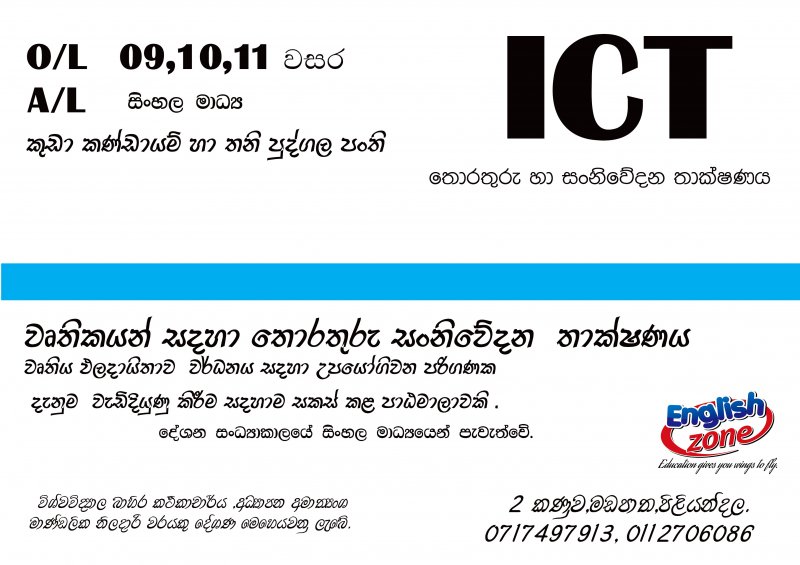 O/L 09,10,11 වසර
A/L සිංහල මාධ්‍ය
කුඩා කණ්ඩායම් හා තනි පුද්ගල පංති
ICT
තොරතුරු හා සංනිවේදන තාක්ෂණය
වෘතිකයන් සදහා තොරතුරු සංනිවේදන තාක්ෂණය
වෘතිය ඵලදායිතාව වර්ධනය සදහා උපයෝගිවන පරිගණක
දැනුම වැඩිදියුණු කිරීම සදහාම සකස් කළ පාඨමාලාවකි .
දේශන සංධ්‍යාකාලයේ සිංහල මාධ්‍යයෙන් පැවැත්වේ.
English
zone
Education gives you wings to fly.
විශ්වවිද්‍යාල බාහිර කථිකාචාර්ය ,අධ්‍යාපන අමාත්‍යාංශ
මාණ්ඩලික නිලදාරි වරයකු දේශණ මෙහෙයවනු ලැබේ.
2 කණුව,මඩපාත,පිළියන්දල.
0717497913, 0112706086